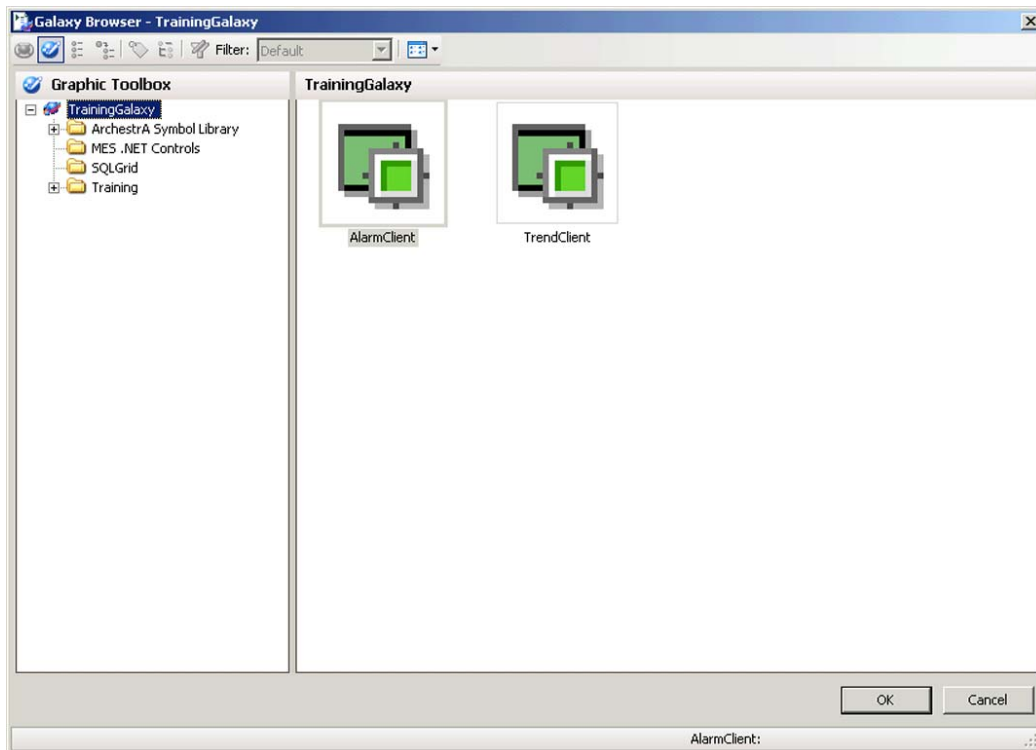 Galaxy Browser - TrainingGalaxy
Filter: Default
Graphic Toolbox
TrainingGalaxy
TrainingGalaxy
ArchestrA Symbol Library
MES .NET Controls
SQLGrid
Training
AlarmClient
TrendClient
OK
Cancel
AlarmClient: